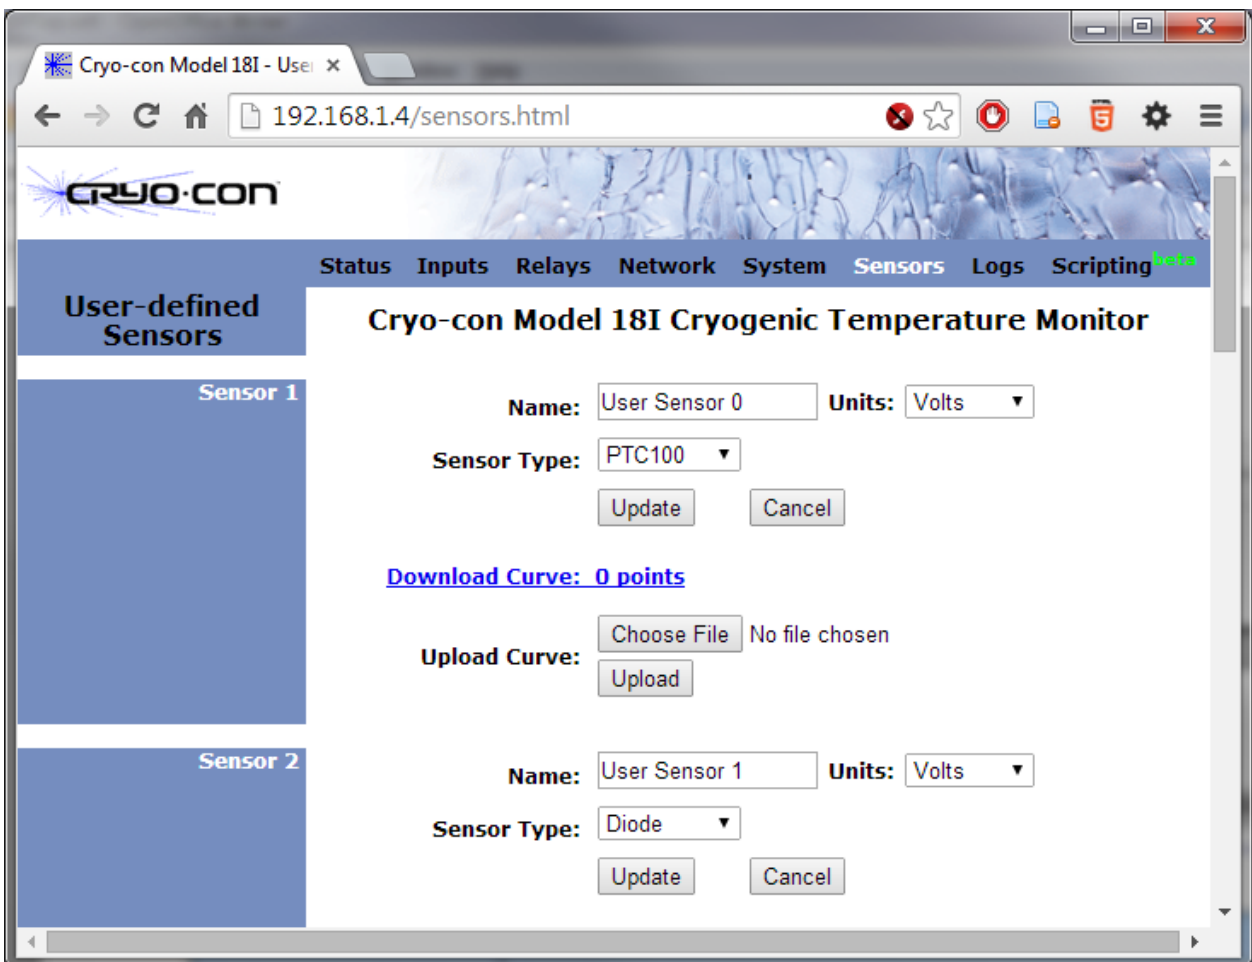 Cryo-con Model 18I - Use
192.168.1.4/sensors.html
CRYO·CON
Status Inputs Relays Network System Sensors Logs Scripting beta
User-defined
Sensors
Cryo-con Model 18I Cryogenic Temperature Monitor
Sensor 1
Name: User Sensor 0 Units: Volts
Sensor Type: PTC100
Update Cancel
Download Curve: 0 points
Upload Curve: Choose File No file chosen
Upload
Sensor 2
Name: User Sensor 1 Units: Volts
Sensor Type: Diode
Update Cancel